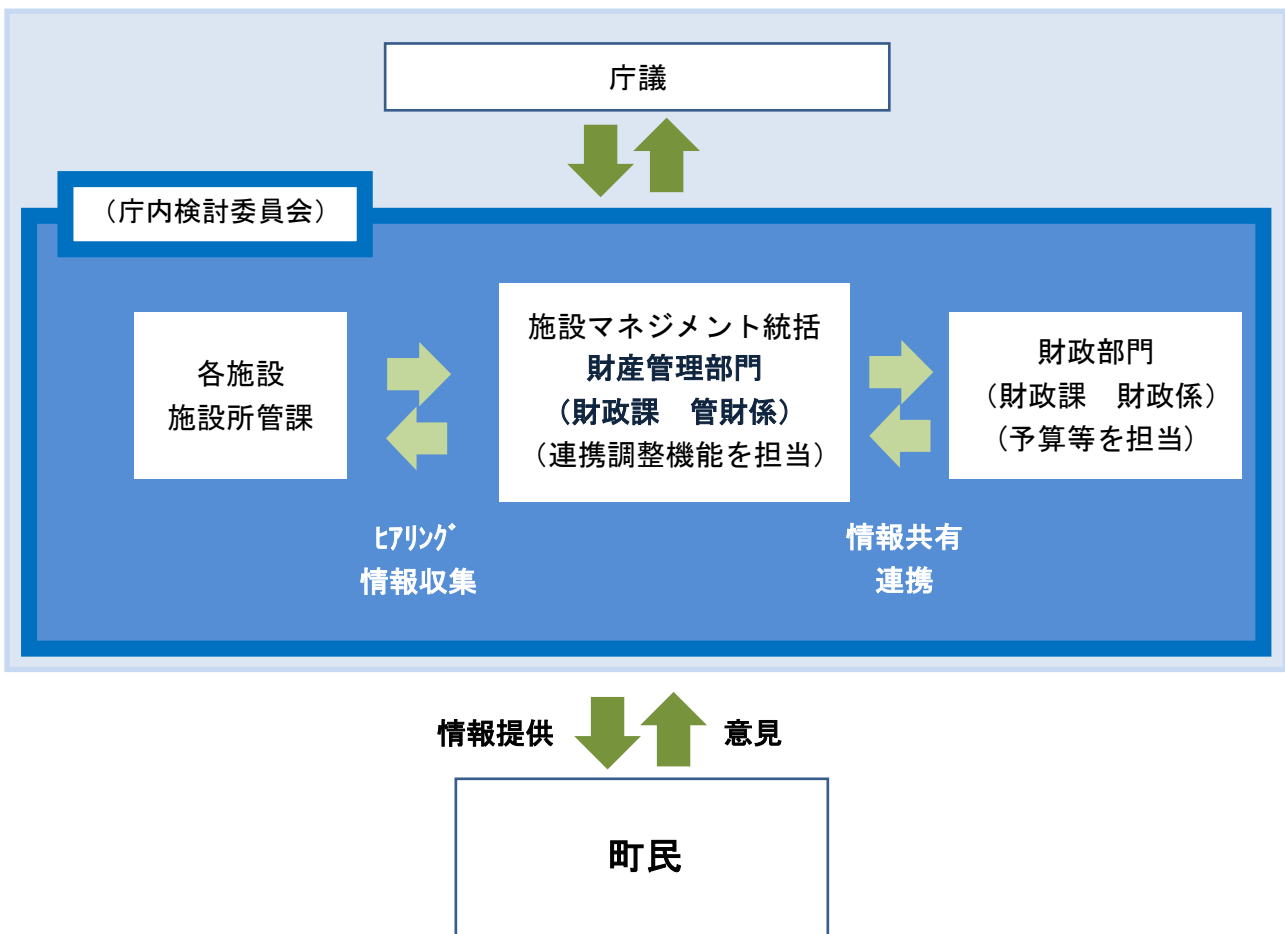 庁議
（庁内検討委員会）
各施設
施設所管課
施設マネジメント統括
財産管理部門
（財政課　管財係）
（連携調整機能を担当）
財政部門
（財政課　財政係）
（予算等を担当）
ﾋｱﾘﾝｸﾞ
情報収集
情報共有
連携
情報提供
意見
町民